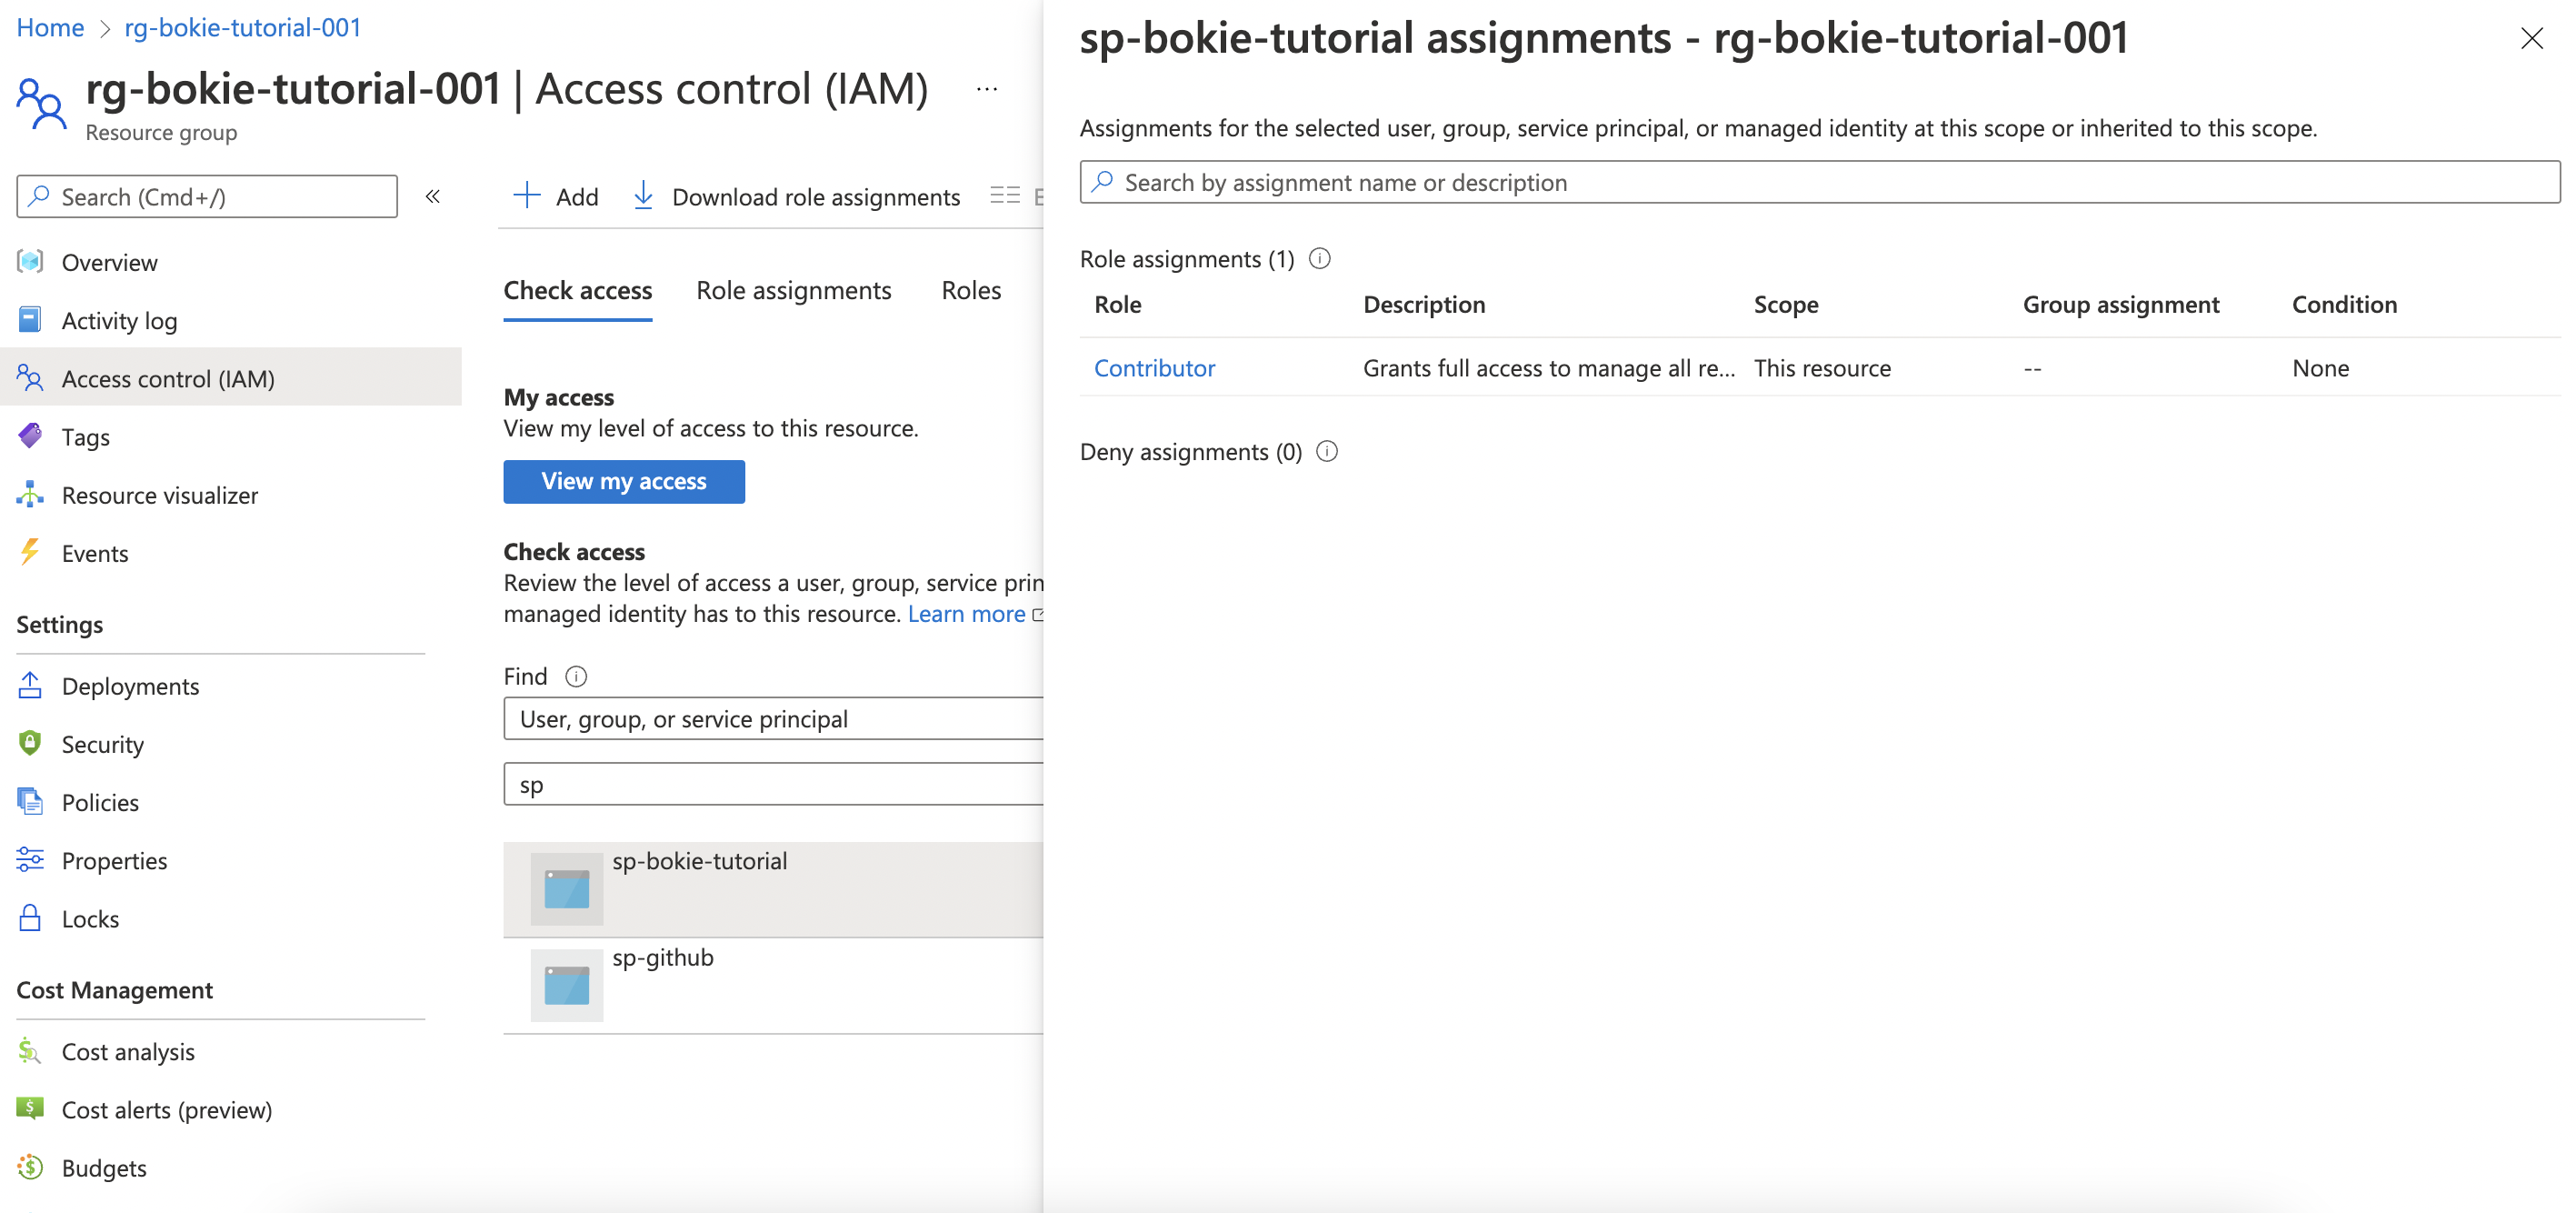 Home > rg-bokie-tutorial-001
rg-bokie-tutorial-001 | Access control (IAM) ...
Resource group
Search (Cmd+/)
«
Overview
Activity log
Access control (IAM)
Tags
Resource visualizer
Events
Settings
Deployments
Security
Policies
Properties
Locks
Cost Management
Cost analysis
Cost alerts (preview)
Budgets
Add
Download role assignments
Check access
Role assignments
Roles
My access
View my level of access to this resource.
View my access
Check access
Review the level of access a user, group, service prin
managed identity has to this resource. Learn more
Find
User, group, or service principal
sp
sp-bokie-tutorial
sp-github
sp-bokie-tutorial assignments - rg-bokie-tutorial-001
Assignments for the selected user, group, service principal, or managed identity at this scope or inherited to this scope.
Search by assignment name or description
Role assignments (1)
Role Description Scope Group assignment Condition
Contributor Grants full access to manage all re... This resource -- None
Deny assignments (0)